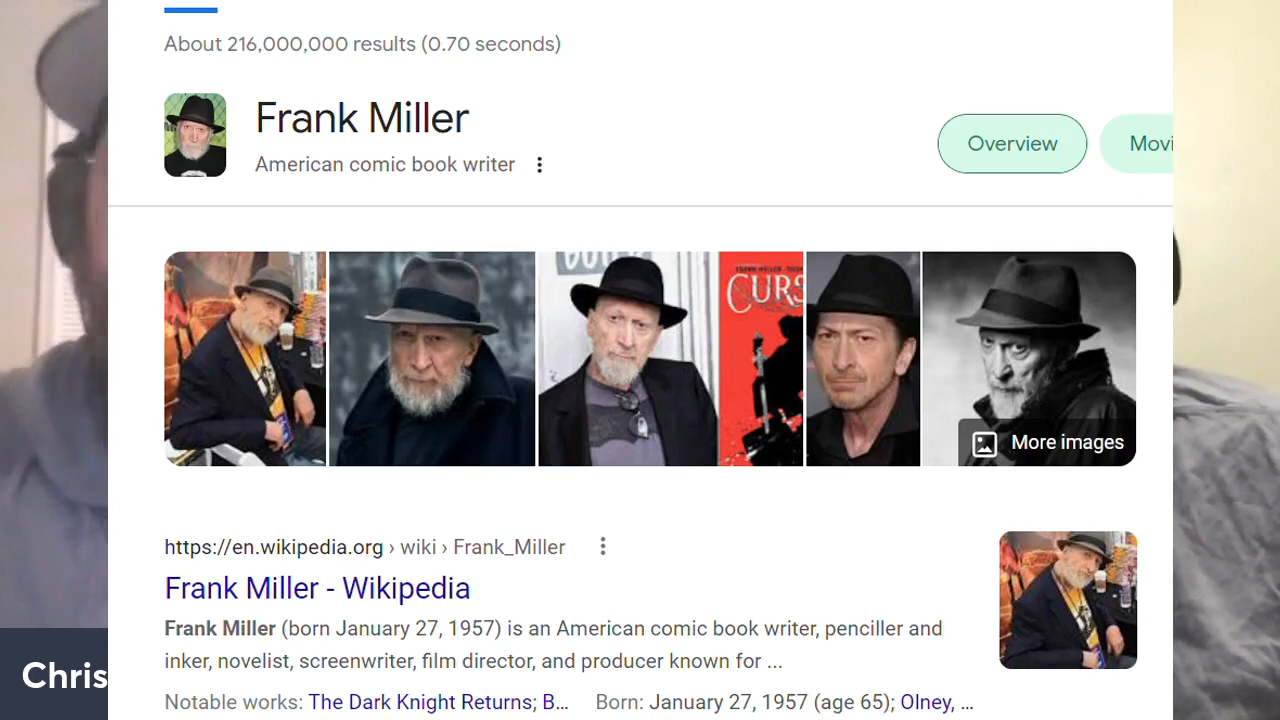 About 216,000,000 results (0.70 seconds)
Frank Miller
American comic book writer
Overview
Movi
CURS
More images
https://en.wikipedia.org › wiki › Frank_Miller
Frank Miller - Wikipedia
Frank Miller (born January 27, 1957) is an American comic book writer, penciller and
inker, novelist, screenwriter, film director, and producer known for ...
Notable works: The Dark Knight Returns; B... Born: January 27, 1957 (age 65); Olney, ...
Chris